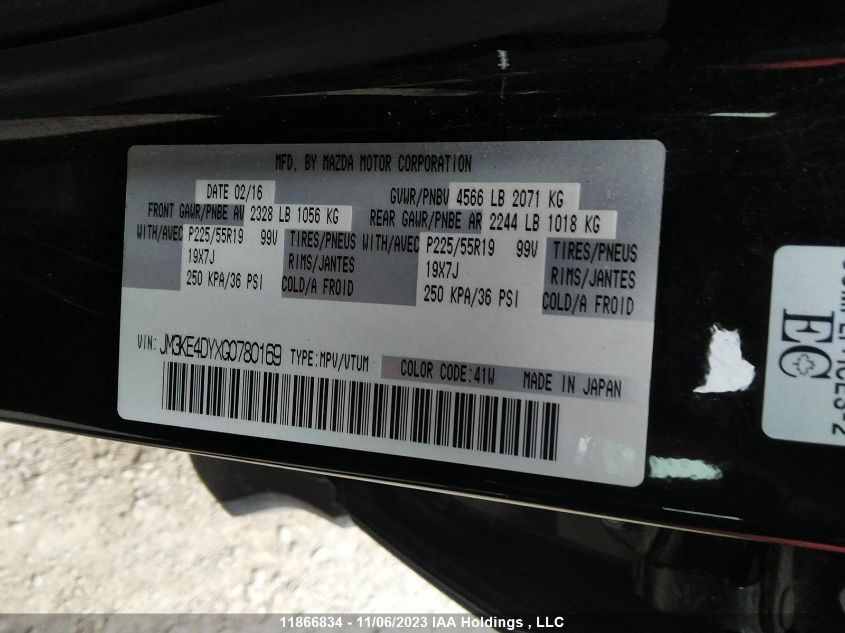 MFD. BY MAZDA MOTOR CORPORATION
DATE 02/16 GVWR/PNBV 4566 LB 2071 KG
FRONT GAWR/PNBE AV 2328 LB 1056 KG REAR GAWR/PNBE AR 2244 LB 1018 KG
WITH/AVEC P225/55R19 99V TIRES/PNEUS WITH/AVEC P225/55R19 99V TIRES/PNEUS
19X7J RIMS/JANTES 19X7J RIMS/JANTES
250 KPA/36 PSI COLD/A FROID 250 KPA/36 PSI COLD/A FROID
VIN: JM3KE4DYXG0780169 TYPE:MPV/VTUM COLOR CODE:41W MADE IN JAPAN
EC
11866834 - 11/06/2023 IAA Holdings , LLC